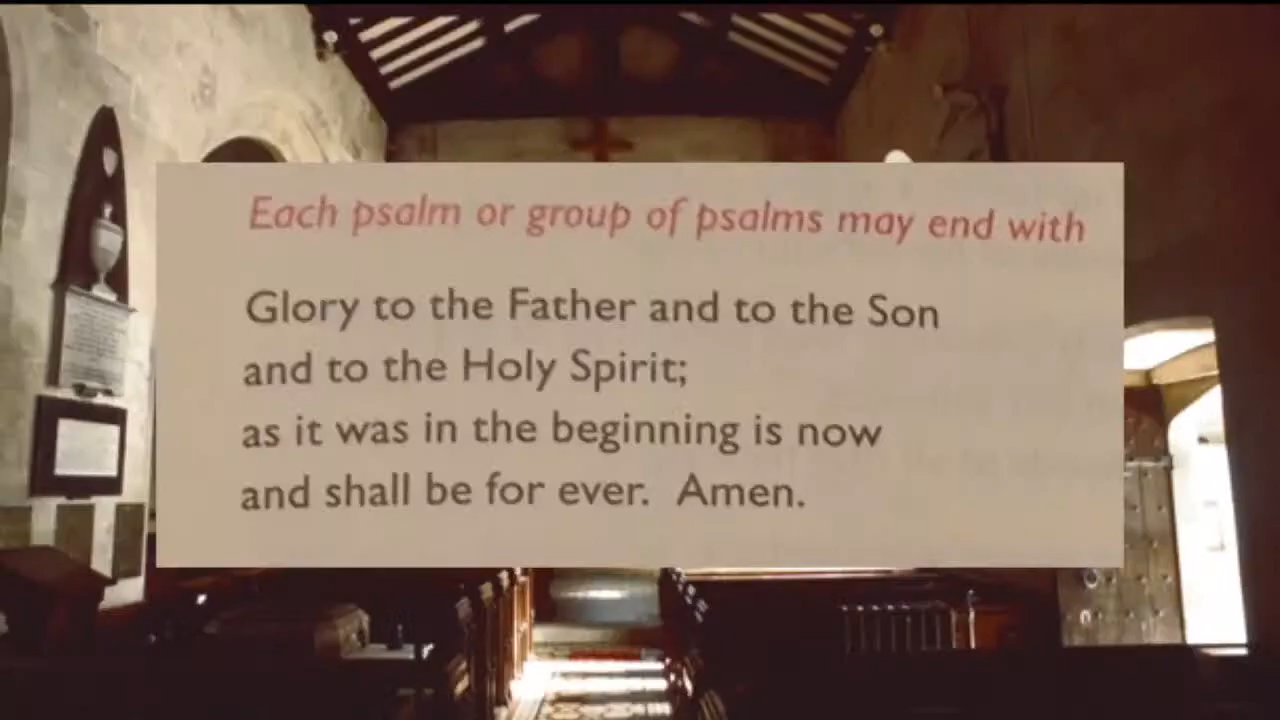 Each psalm or group of psalms may end with
Glory to the Father and to the Son
and to the Holy Spirit;
as it was in the beginning is now
and shall be for ever.  Amen.